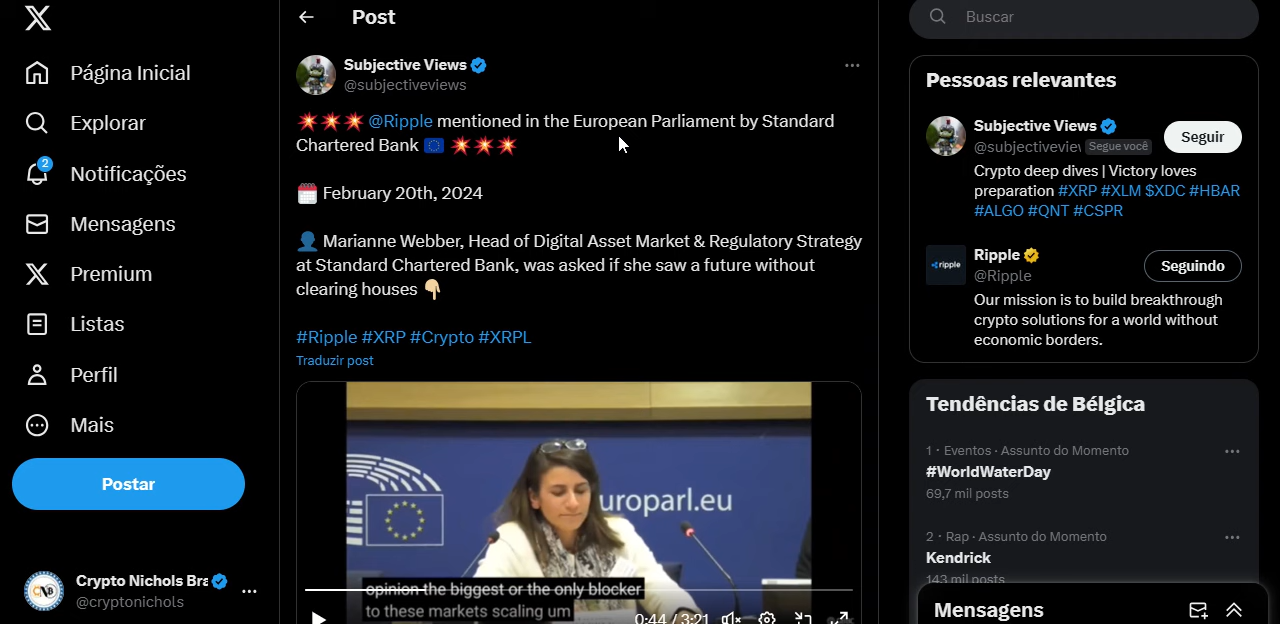 Página Inicial
Explorar
2
Notificações
Mensagens
Premium
Listas
Perfil
Mais
Postar
Crypto Nichols Bra
@cryptonichols
Post
Subjective Views
@subjectiveviews
@Ripple mentioned in the European Parliament by Standard
Chartered Bank
February 20th, 2024
Marianne Webber, Head of Digital Asset Market & Regulatory Strategy
at Standard Chartered Bank, was asked if she saw a future without
clearing houses
#Ripple #XRP #Crypto #XRPL
Traduzir post
uroparl.eu
opinion the biggest or the only blocker
to these markets scaling um
0:44 / 3:21
Buscar
Pessoas relevantes
Subjective Views
@subjectiveview Segue você
Seguir
Crypto deep dives | Victory loves
preparation #XRP #XLM $XDC #HBAR
#ALGO #QNT #CSPR
ripple
Ripple
@Ripple
Seguindo
Our mission is to build breakthrough
crypto solutions for a world without
economic borders.
Tendências de Bélgica
1 · Eventos · Assunto do Momento
#WorldWaterDay
69,7 mil posts
2 · Rap · Assunto do Momento
Kendrick
143 mil posts
Mensagens